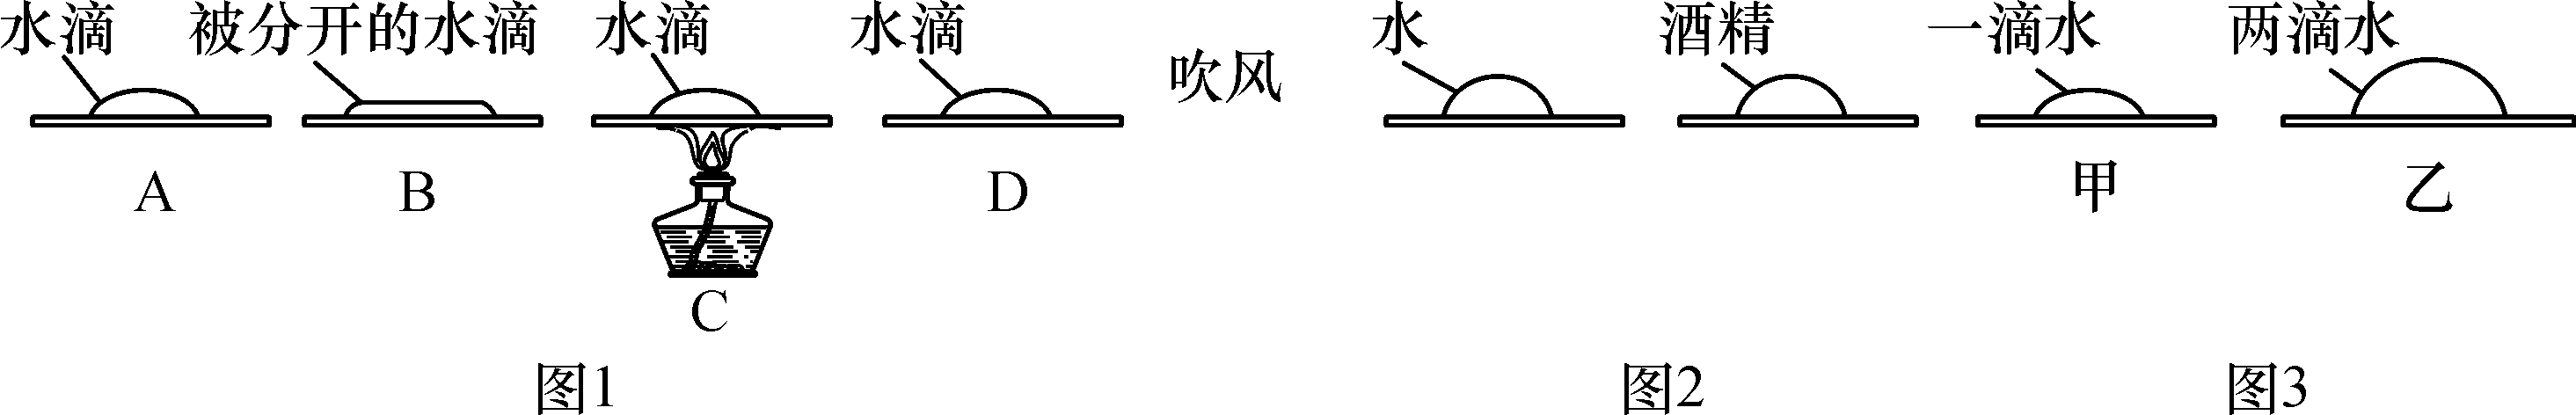 水滴 被分开的水滴 水滴 水滴 吹风 水 酒精 一滴水 两滴水
A B C D 甲 乙
图1 图2 图3